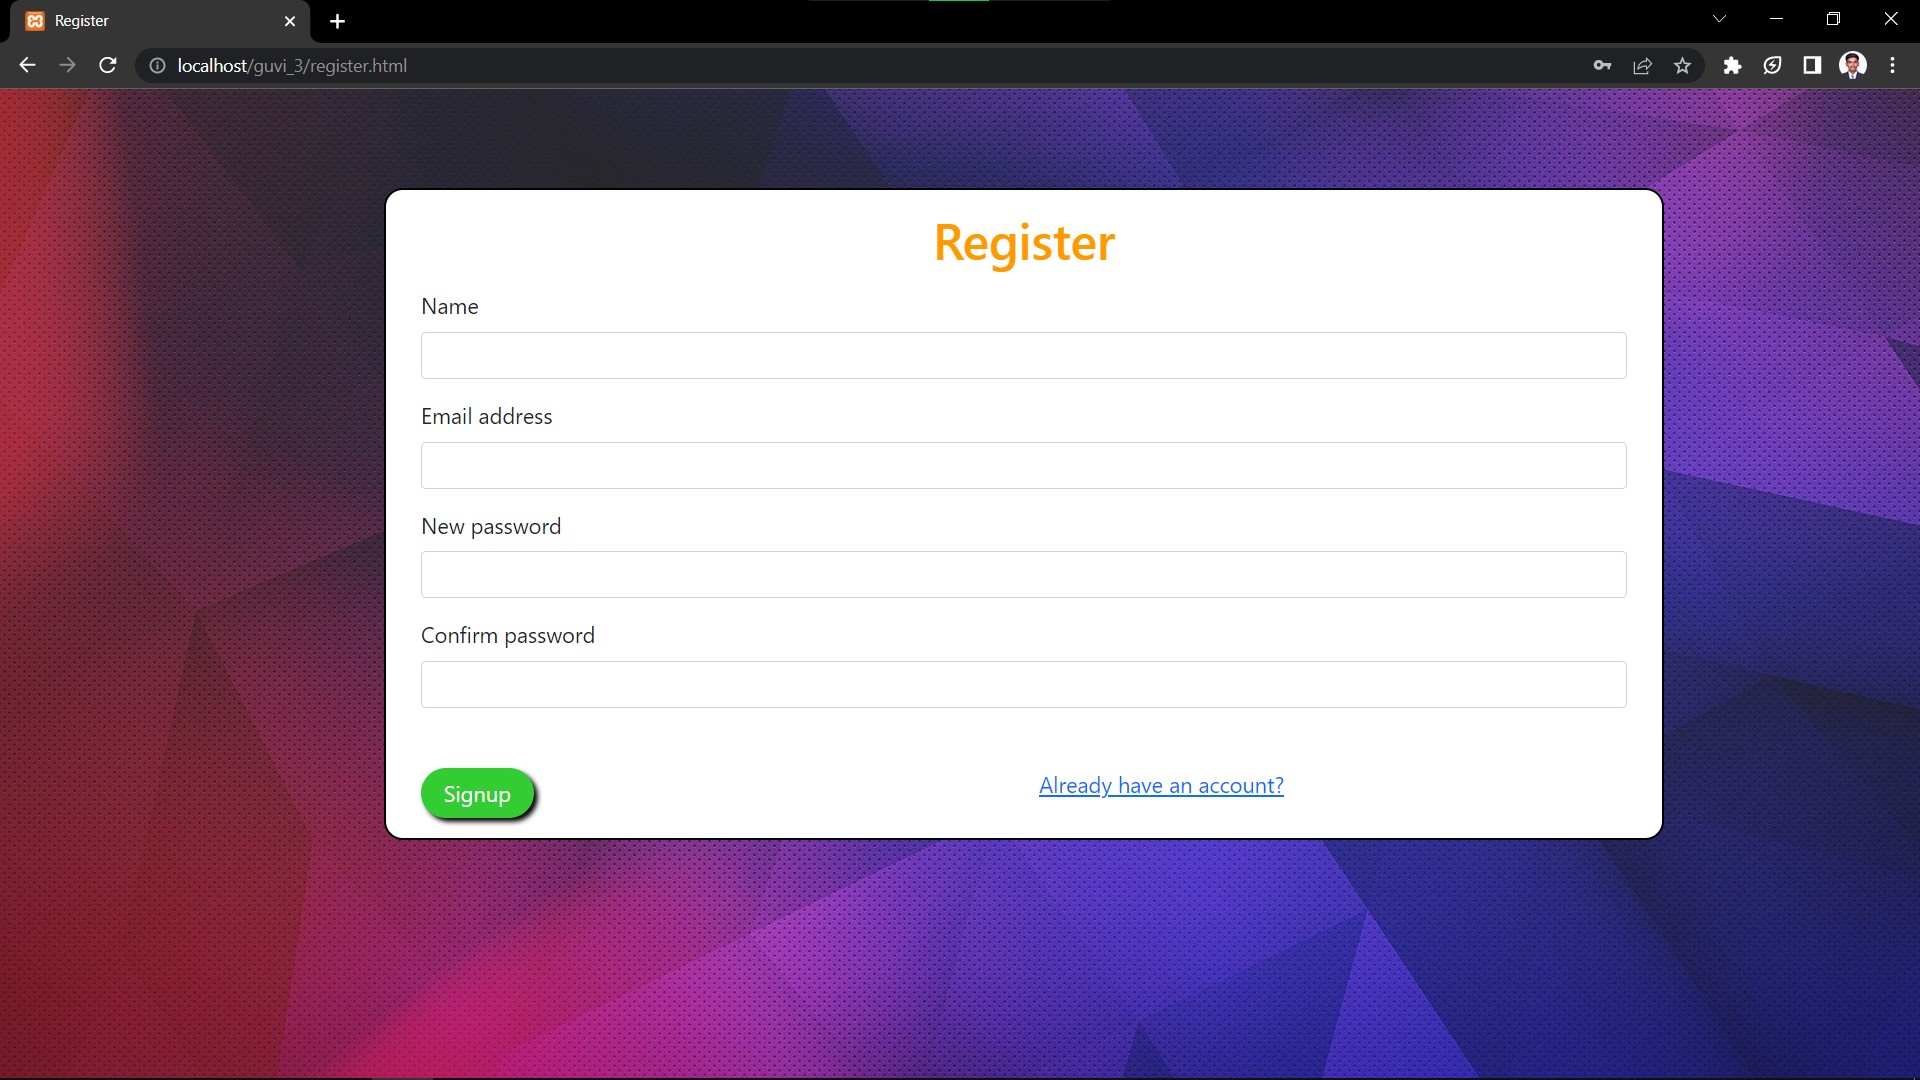 Register
localhost/guvi_3/register.html
Register
Name
Email address
New password
Confirm password
Signup
Already have an account?